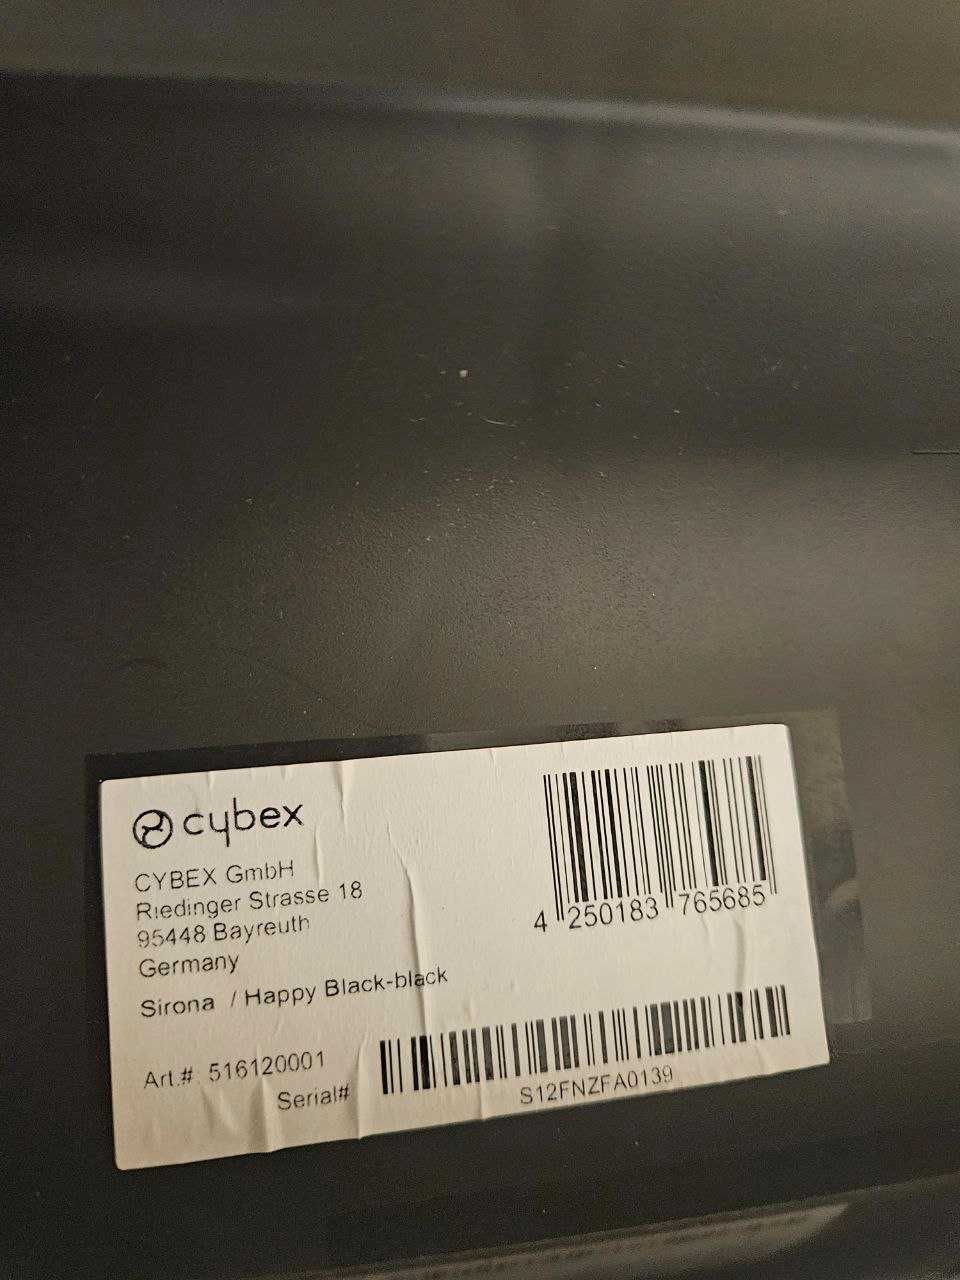 cybex
CYBEX GmbH
Riedinger Strasse 18
95448 Bayreuth
Germany
Sirona / Happy Black-black
4 250183 765685
Art.#: 516120001
Serial#
S12FNZFA0139